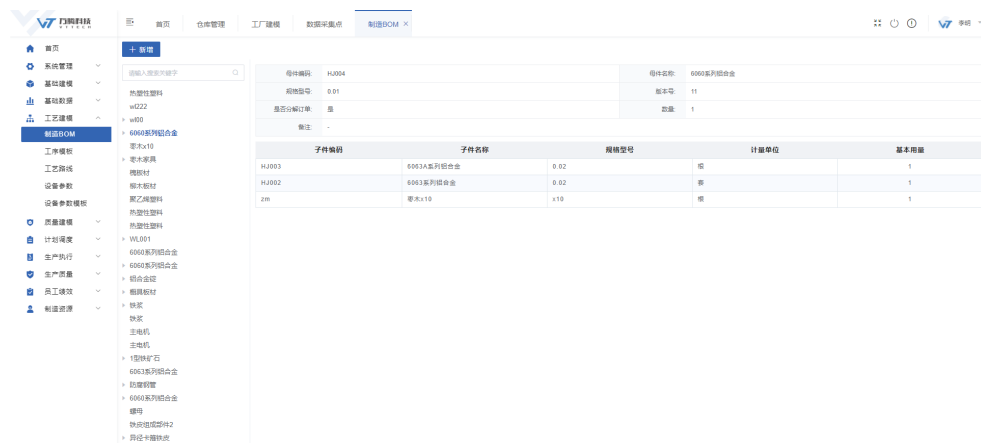 万腾科技
VTTECH
首页
仓库管理
工厂建模
数据采集点
制造BOM ×
李明
首页
系统管理
基础建模
基础数据
工艺建模
制造BOM
工序模板
工艺路线
设备参数
设备参数模板
质量建模
计划调度
生产执行
生产质量
员工绩效
制造资源
+ 新增
请输入搜索关键字
热塑性塑料
wl222
wl00
6060系列铝合金
枣木x10
枣木家具
槐板材
柳木板材
聚乙烯塑料
热塑性塑料
热塑性塑料
WL001
6060系列铝合金
6060系列铝合金
铝合金锭
橱具板材
铁浆
铁浆
主电机
主电机
1型铁矿石
6063系列铝合金
防腐钢管
6060系列铝合金
螺母
铁皮组成部件2
异径卡箍铁皮
母件编码: HJ004 母件名称: 6060系列铝合金
规格型号: 0.01 版本号: 11
是否分解订单: 是 数量: 1
备注: -
子件编码 子件名称 规格型号 计量单位 基本用量
HJ003 6063A系列铝合金 0.02 根 1
HJ002 6063系列铝合金 0.02 套 1
zm 枣木x10 x10 根 1